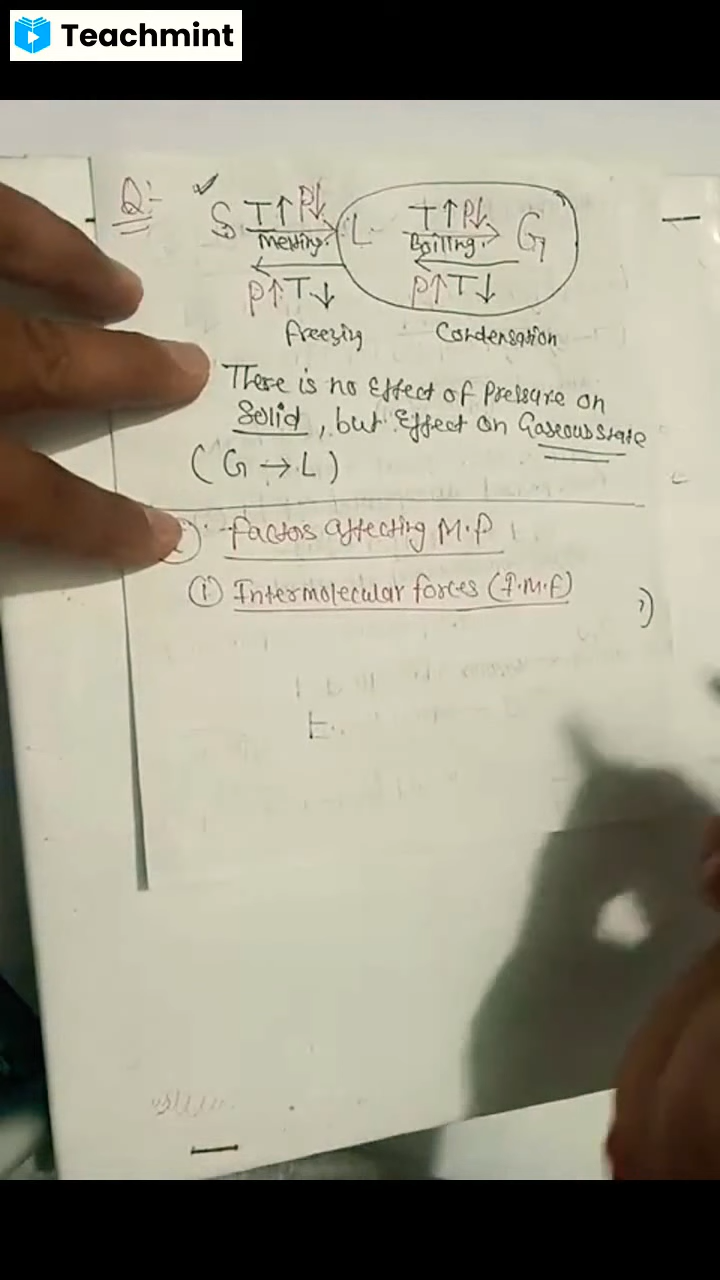 Teachmint
Q:-
S T↑ P↓ L T↑ P↓ G
Melting. Boiling.
P↑ T↓ P↑ T↓
freezing Condensation
There is no Effect of Pressure on
Solid, but Effect on Gaseous state
(G → L)
factors affecting M.P
(i) Intermolecular forces (I.M.F)